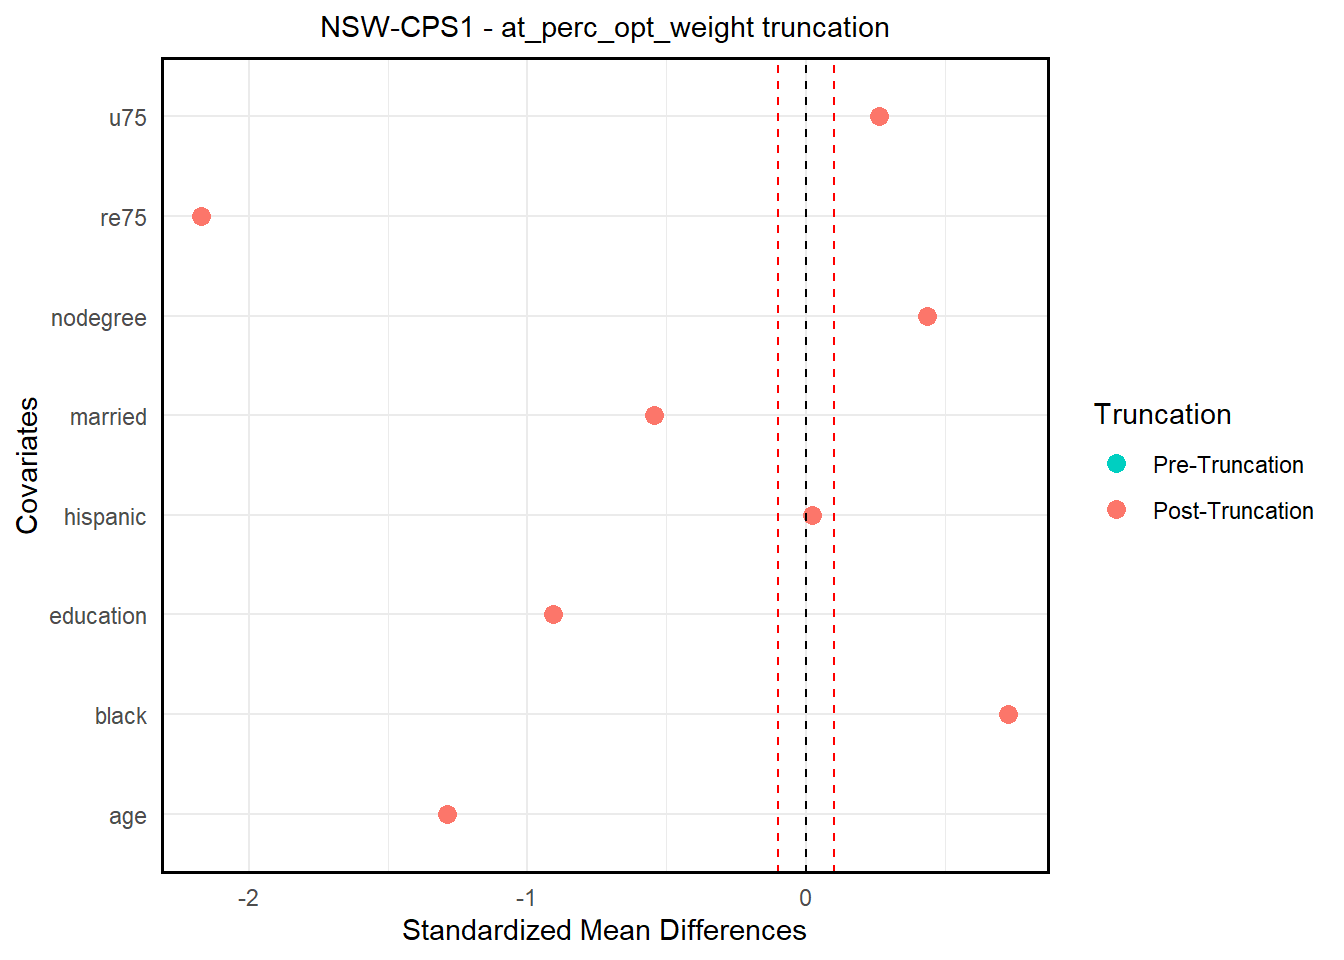 NSW-CPS1 - at_perc_opt_weight truncation
u75
re75
nodegree
married
hispanic
education
black
age
Covariates
-2
-1
0
Standardized Mean Differences
Truncation
Pre-Truncation
Post-Truncation